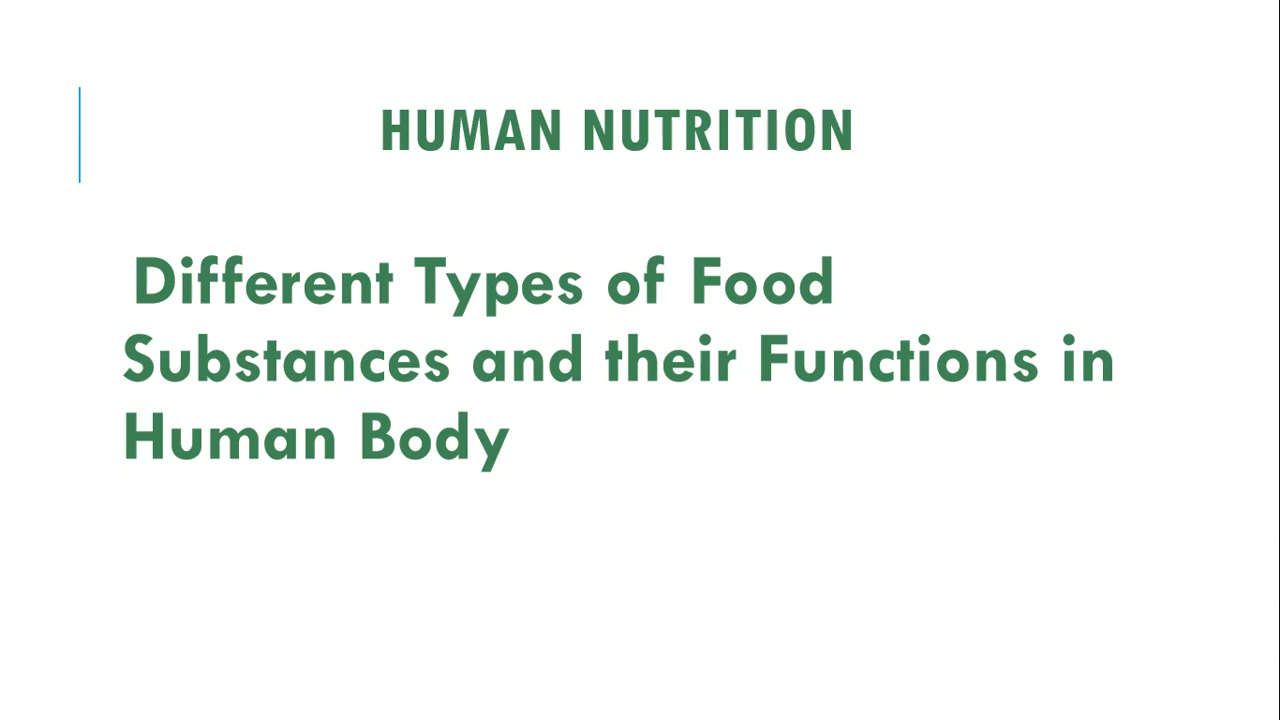 HUMAN NUTRITION
Different Types of Food
Substances and their Functions in
Human Body